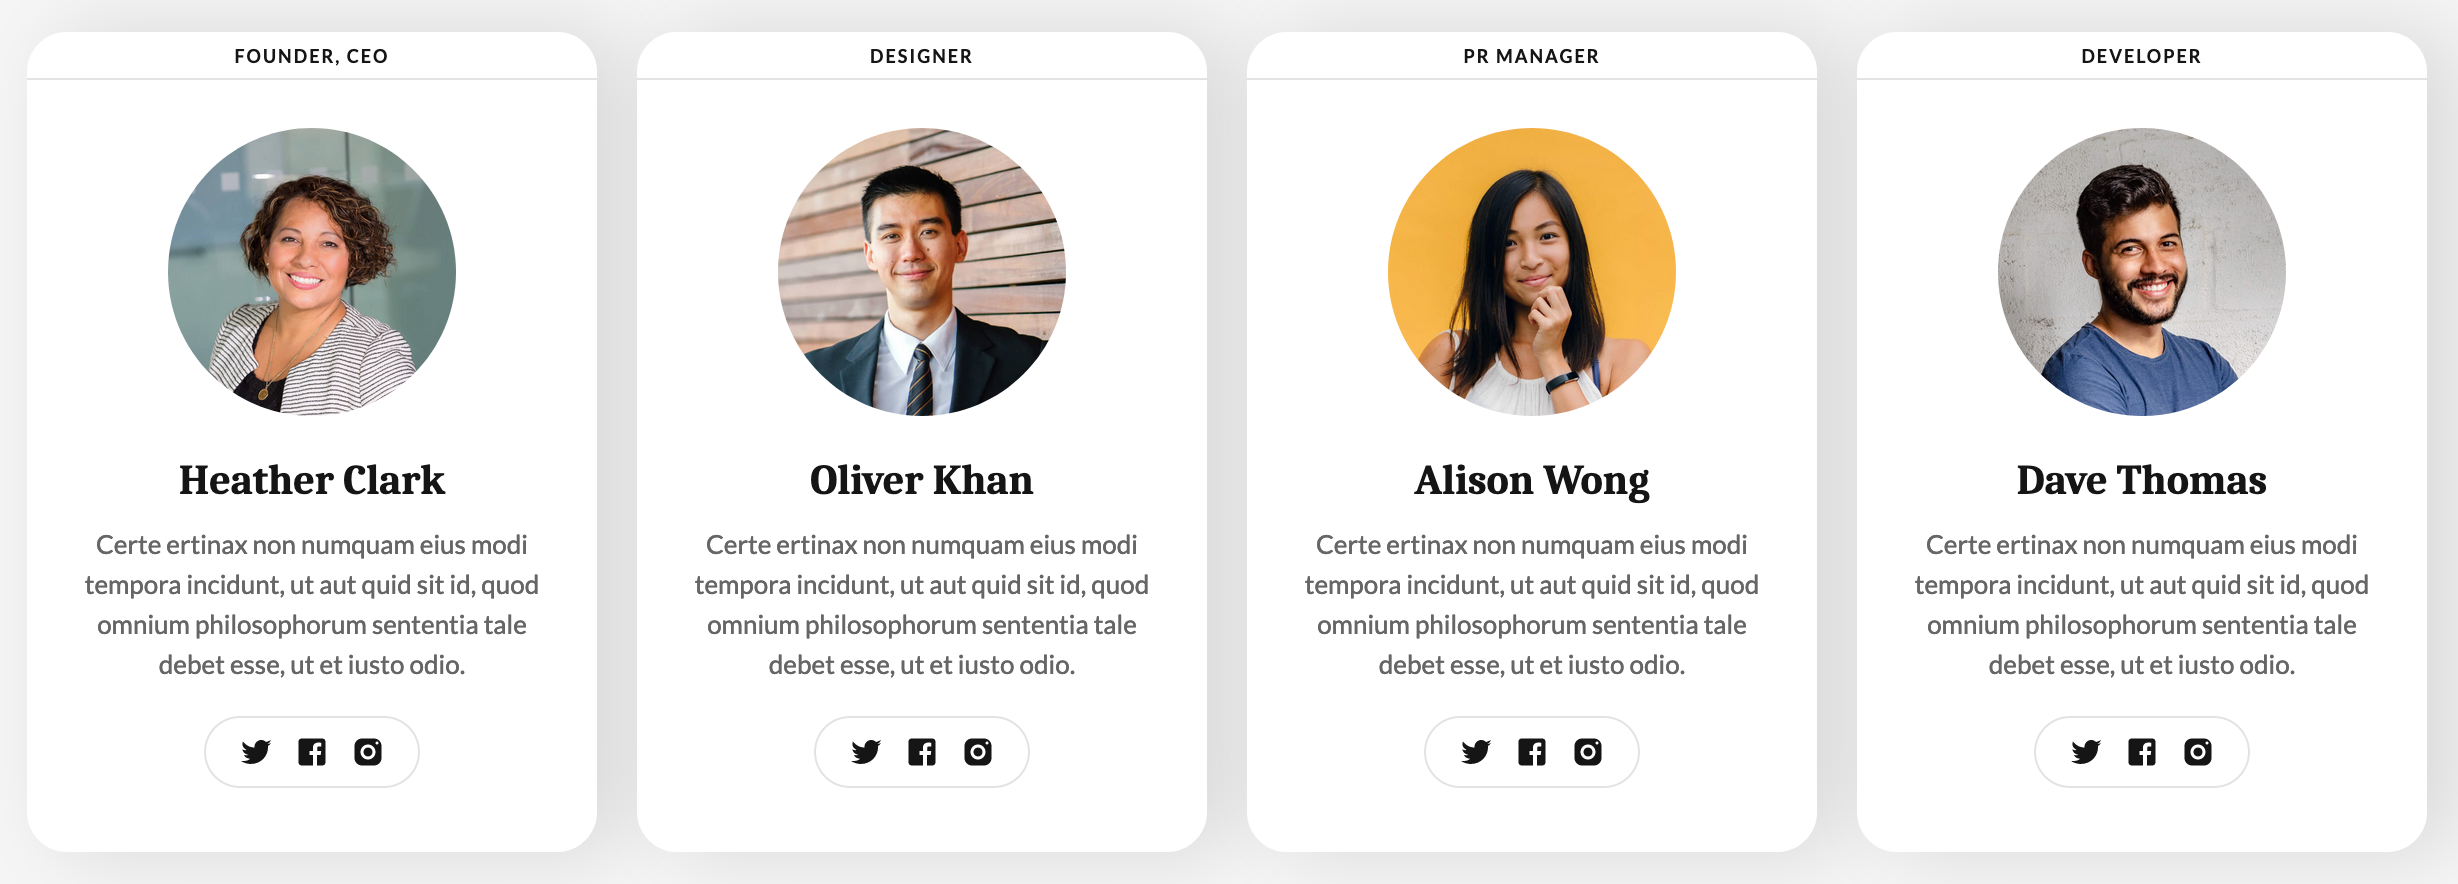 FOUNDER, CEO
Heather Clark
Certe ertinax non numquam eius modi
tempora incidunt, ut aut quid sit id, quod
omnium philosophorum sententia tale
debet esse, ut et iusto odio.
DESIGNER
Oliver Khan
Certe ertinax non numquam eius modi
tempora incidunt, ut aut quid sit id, quod
omnium philosophorum sententia tale
debet esse, ut et iusto odio.
PR MANAGER
Alison Wong
Certe ertinax non numquam eius modi
tempora incidunt, ut aut quid sit id, quod
omnium philosophorum sententia tale
debet esse, ut et iusto odio.
DEVELOPER
Dave Thomas
Certe ertinax non numquam eius modi
tempora incidunt, ut aut quid sit id, quod
omnium philosophorum sententia tale
debet esse, ut et iusto odio.